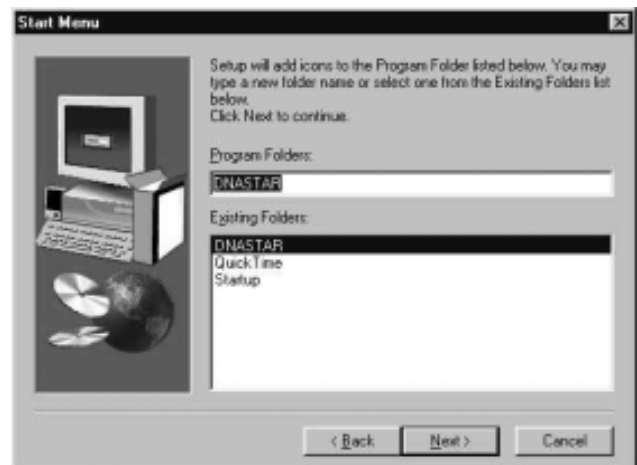 Start Menu
Setup will add icons to the Program Folder listed below. You may
type a new folder name or select one from the Existing Folders list
below.
Click Next to continue.
Program Folders:
DNASTAR
Existing Folders:
DNASTAR
QuickTime
Startup
< Back
Next >
Cancel